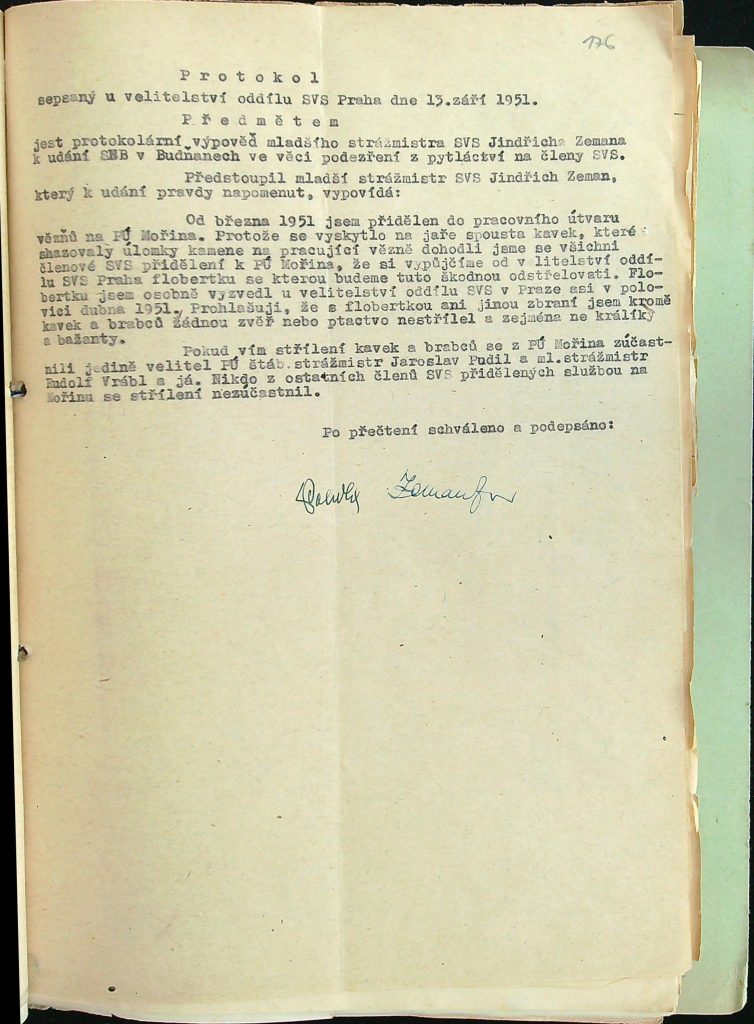 176
Protokol
sepsaný u velitelství oddílu SVS Praha dne 13.září 1951.
Předmětem
jest protokolární výpověď mladšího strážmistra SVS Jindřicha Zemana
k udání SNB v Budňanech ve věci podezření z pytláctví na členy SVS.
Předstoupil mladší strážmistr SVS Jindřich Zeman,
který k udání pravdy napomenut, vypovídá:
Od března 1951 jsem přidělen do pracovního útvaru
vězňů na PÚ Mořina. Protože se vyskytlo na jaře spousta kavek, které
shazovaly úlomky kamene na pracující vězně dohodli jsme se všichni
členové SVS přidělení k PÚ Mořina, že si vypůjčíme od v litelství oddí-
lu SVS Praha flobertku se kterou budeme tuto škodnou odstřelovati. Flo-
bertku jsem osobně vyzvedl u velitelství oddílu SVS v Praze asi v polo-
vici dubna 1951. Prohlašuji, že s flobertkou ani jinou zbraní jsem kromě
kavek a brabců žádnou zvěř nebo ptactvo nestřílel a zejména ne králíky
a bažanty.
Pokud vím střílení kavek a brabců se z PÚ Mořina zúčast-
nili jedině velitel PÚ štáb.strážmistr Jaroslav Pudil a ml.strážmistr
Rudolf Vrábl a já. Nikdo z ostatních členů SVS přidělených službou na
Mořinu se střílení nezúčastnil.
Po přečtení schváleno a podepsáno:
Zeman